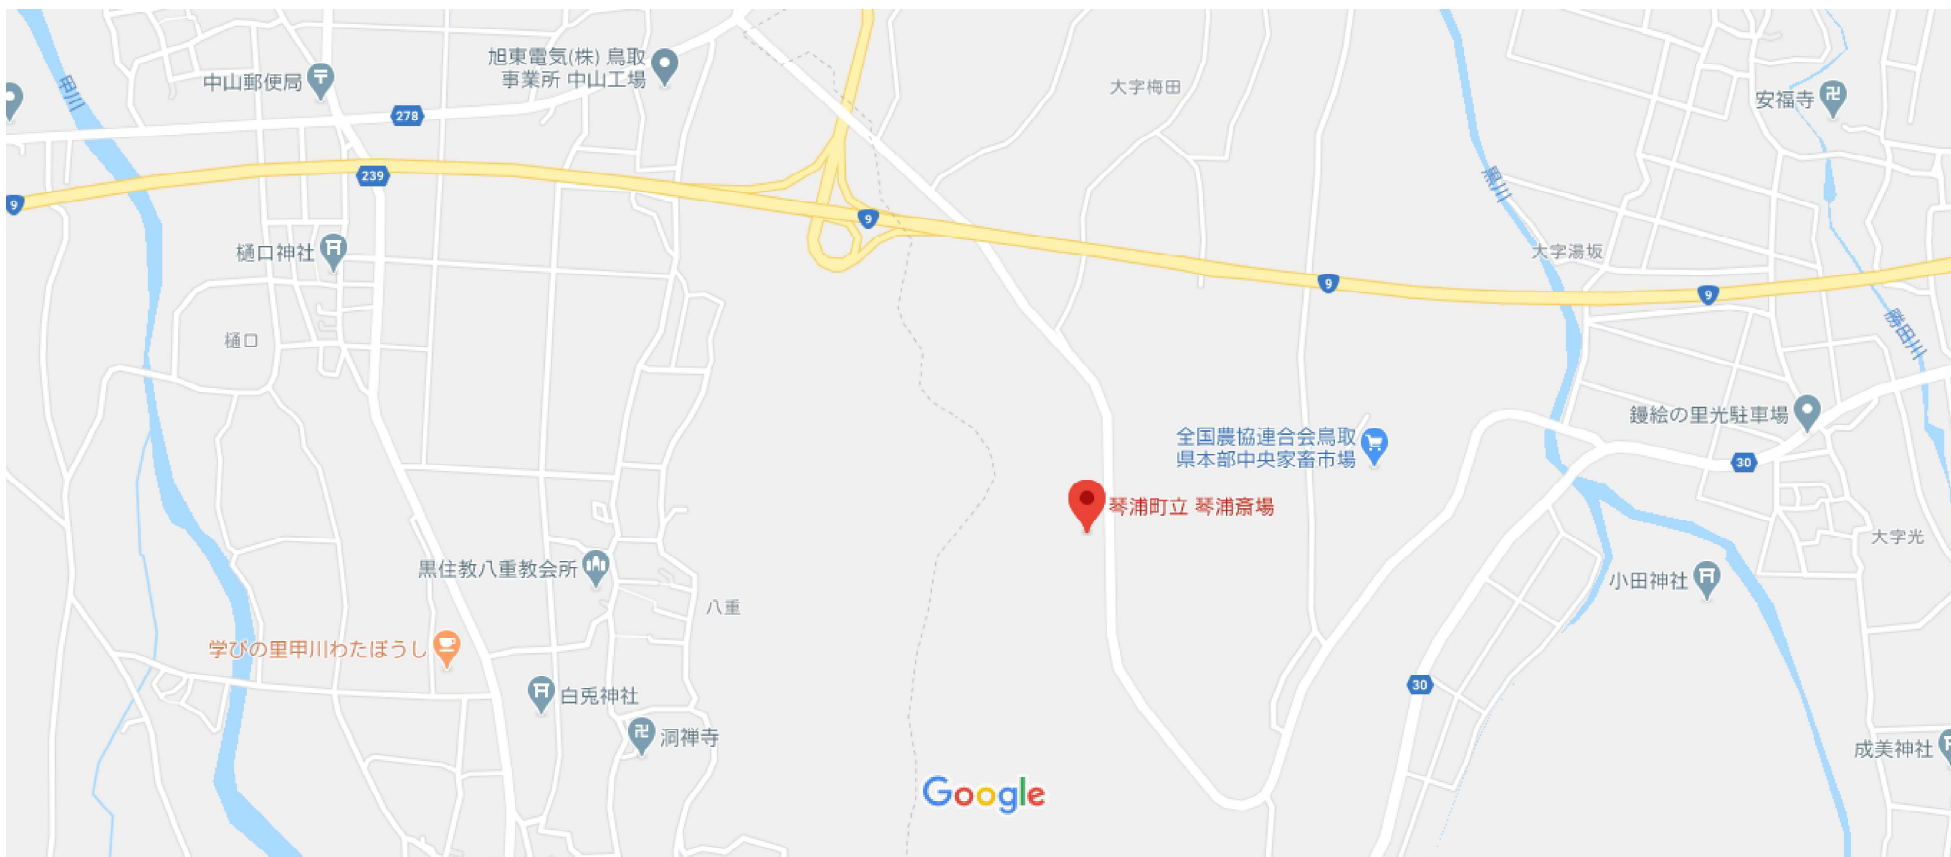 旭東電気(株) 鳥取
事業所 中山工場
中山郵便局
甲川
278
大字梅田
安福寺
239
9
9
黒川
樋口神社
大字湯坂
9
9
樋口
勝田川
鏝絵の里光駐車場
全国農協連合会鳥取
県本部中央家畜市場
30
琴浦町立 琴浦斎場
大字光
黒住教八重教会所
小田神社
八重
学びの里甲川わたぼうし
30
白兎神社
洞禅寺
成美神社
Google